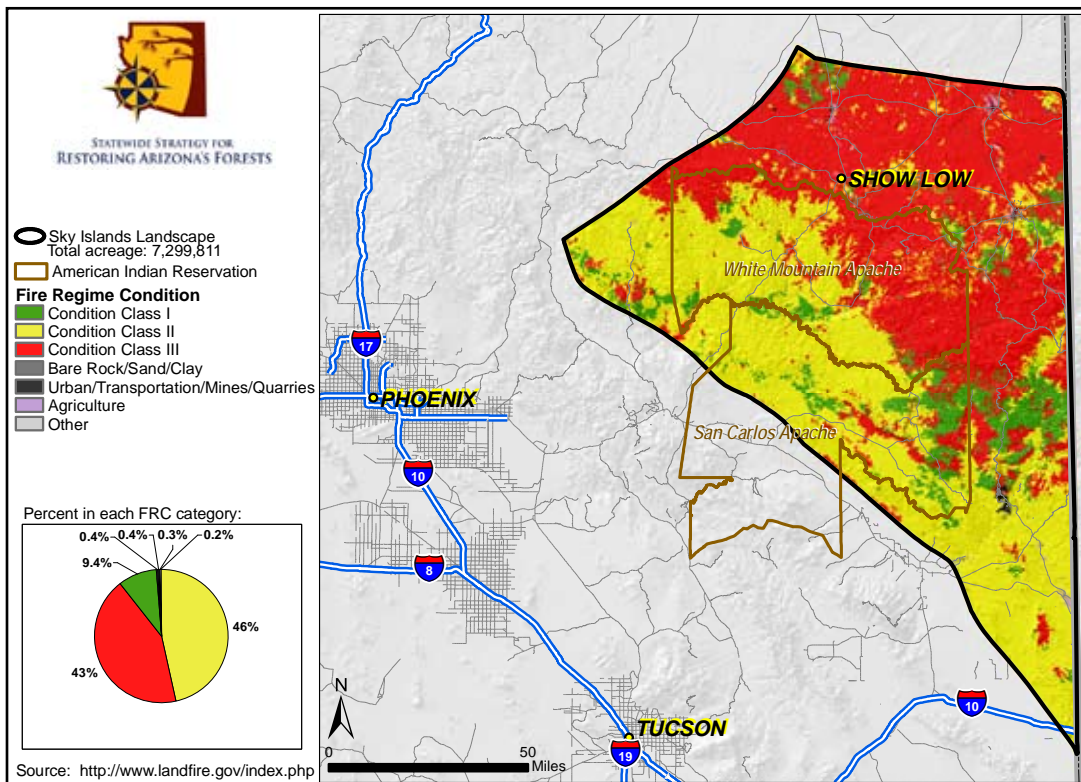 STATEWIDE STRATEGY FOR
RESTORING ARIZONA'S FORESTS
Sky Islands Landscape
Total acreage: 7,299,811
American Indian Reservation
Fire Regime Condition
Condition Class I
Condition Class II
Condition Class III
Bare Rock/Sand/Clay
Urban/Transportation/Mines/Quarries
Agriculture
Other
Percent in each FRC category:
0.4%
0.4%
0.3%
0.2%
9.4%
46%
43%
Source: http://www.landfire.gov/index.php
SHOW LOW
White Mountain Apache
17
PHOENIX
San Carlos Apache
10
8
10
N
TUCSON
19
0
50
Miles